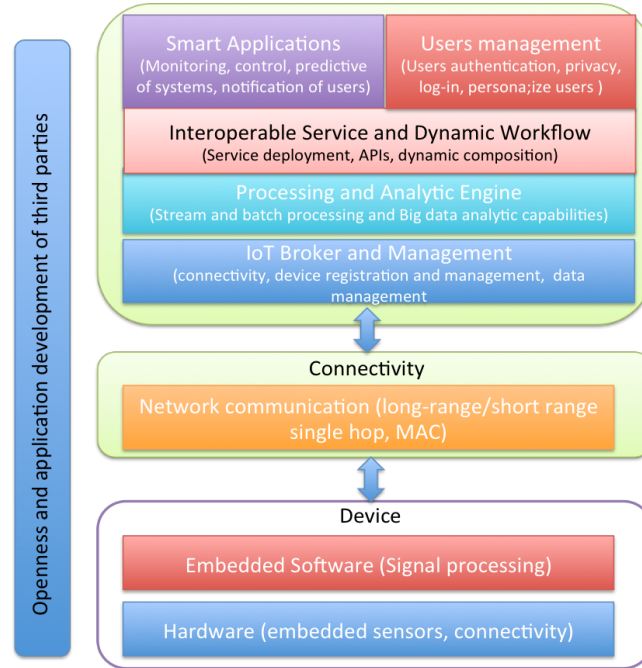 Openness and application development of third parties
Smart Applications
(Monitoring, control, predictive
of systems, notification of users)
Users management
(Users authentication, privacy,
log-in, persona;ize users )
Interoperable Service and Dynamic Workflow
(Service deployment, APIs, dynamic composition)
Processing and Analytic Engine
(Stream and batch processing and Big data analytic capabilities)
IoT Broker and Management
(connectivity, device registration and management, data
management
Connectivity
Network communication (long-range/short range
single hop, MAC)
Device
Embedded Software (Signal processing)
Hardware (embedded sensors, connectivity)